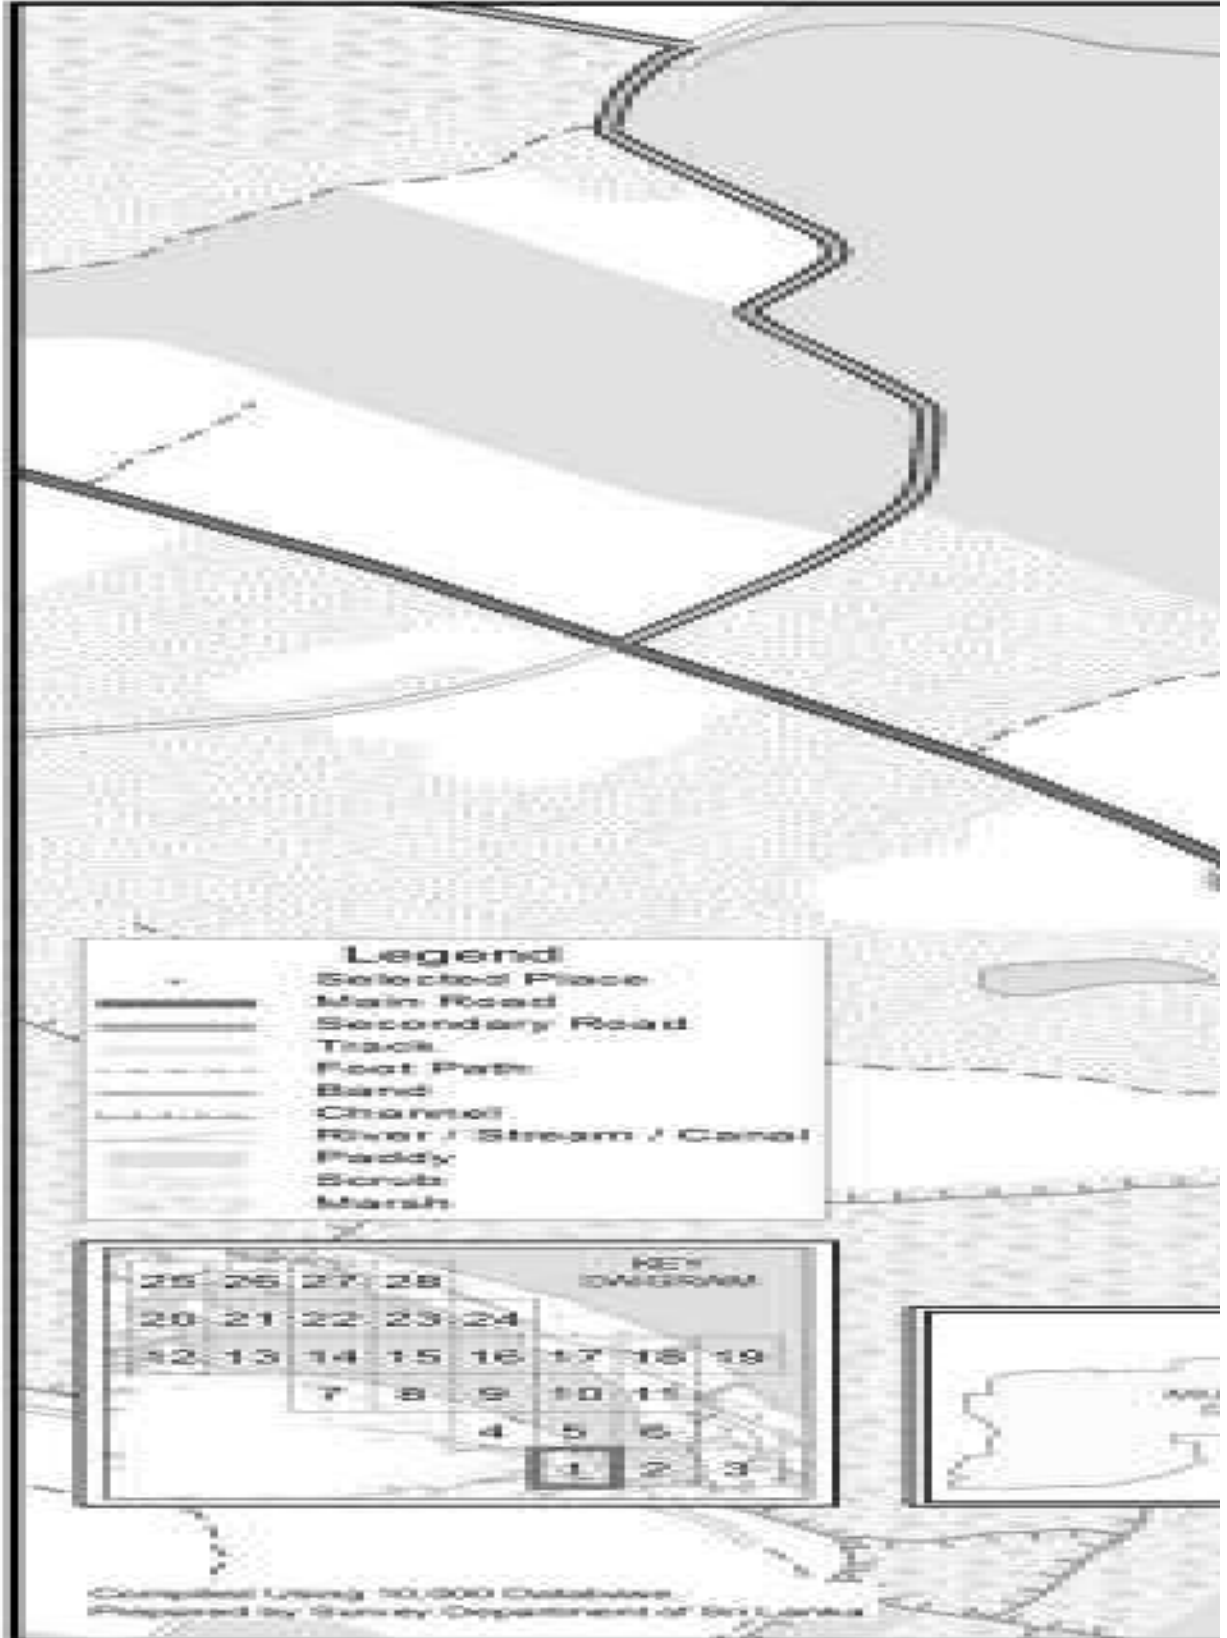 Legend
Selected Place
Main Road
Secondary Road
Track
Foot Path
Band
Channel
River / Stream / Canal
Paddy
Scrub
Marsh
KEY
DAIGRAM
25 26 27 28
20 21 22 23 24
12 13 14 15 16 17 18 19
7 8 9 10 11
4 5 6
1 2 3
Compiled Using 10,000 Database
Prepared by Survey Department of Sri Lanka